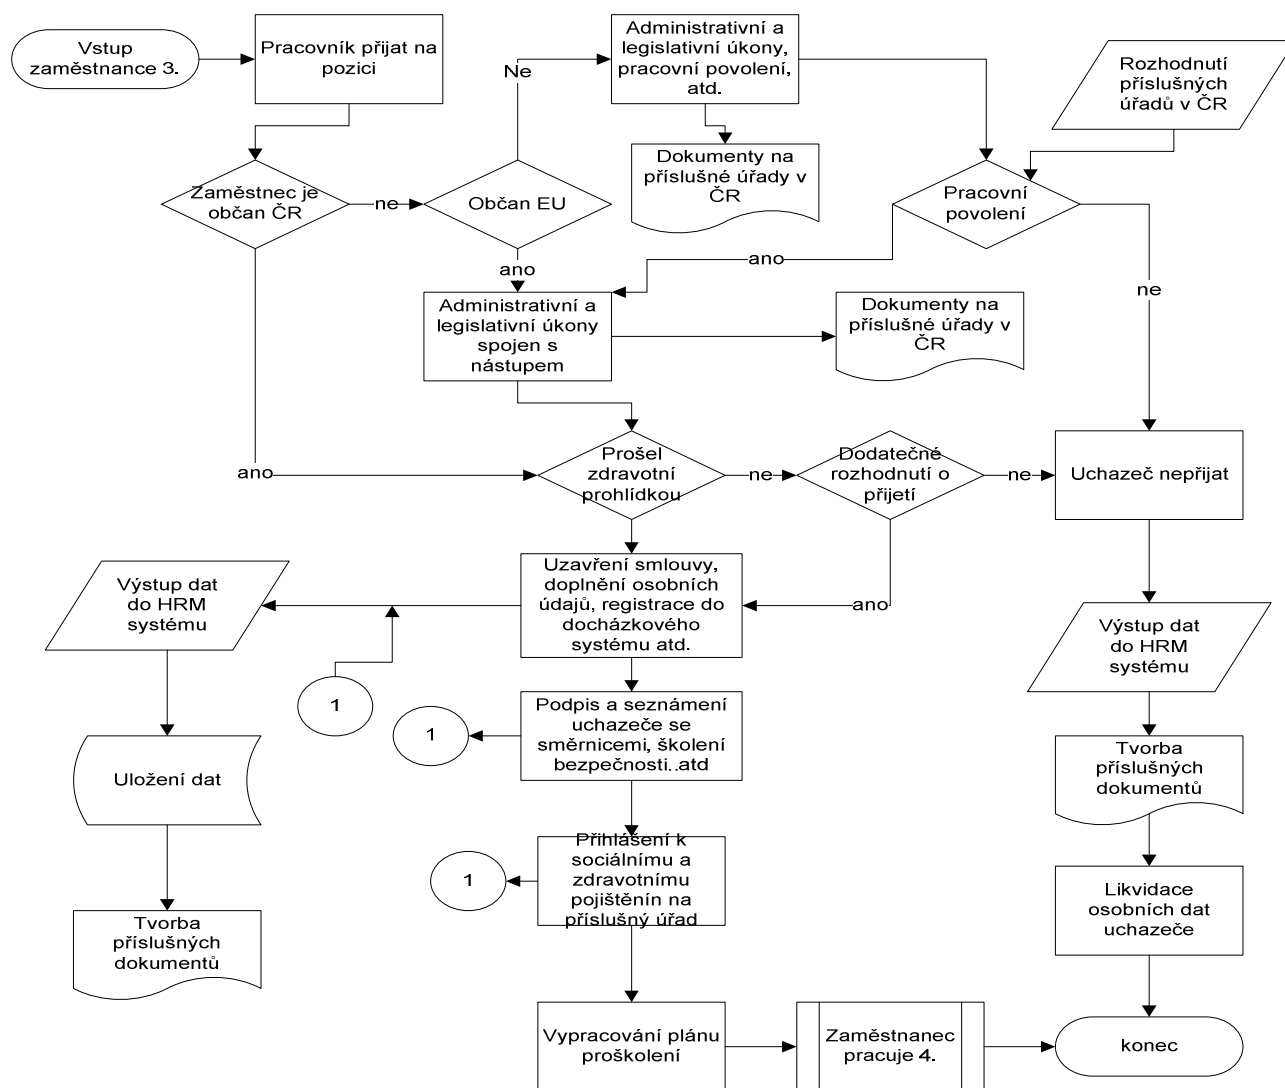 Vstup
zaměstnance 3.
Pracovník přijat na
pozici
Ne
Administrativní a
legislativní úkony,
pracovní povolení,
atd.
Rozhodnutí
příslušných
úřadů v ČR
Dokumenty na
příslušné úřady v
ČR
Zaměstnec je
občan ČR
ne
Občan EU
Pracovní
povolení
ano
ano
ne
Administrativní a
legislativní úkony
spojen s
nástupem
Dokumenty na
příslušné úřady v
ČR
ano
Prošel
zdravotní
prohlídkou
ne
Dodatečné
rozhodnutí o
přijetí
ne
Uchazeč nepřijat
Výstup dat
do HRM
systému
Uzavření smlouvy,
doplnění osobních
údajů, registrace do
docházkového
systému atd.
ano
Výstup dat
do HRM
systému
1
1
Podpis a seznámení
uchazeče se
směrnicemi, školení
bezpečnosti..atd
Uložení dat
Tvorba
příslušných
dokumentů
1
Přihlášení k
sociálnímu a
zdravotnímu
pojištěnín na
příslušný úřad
Likvidace
osobních dat
uchazeče
Tvorba
příslušných
dokumentů
Vypracování plánu
proškolení
Zaměstnanec
pracuje 4.
konec